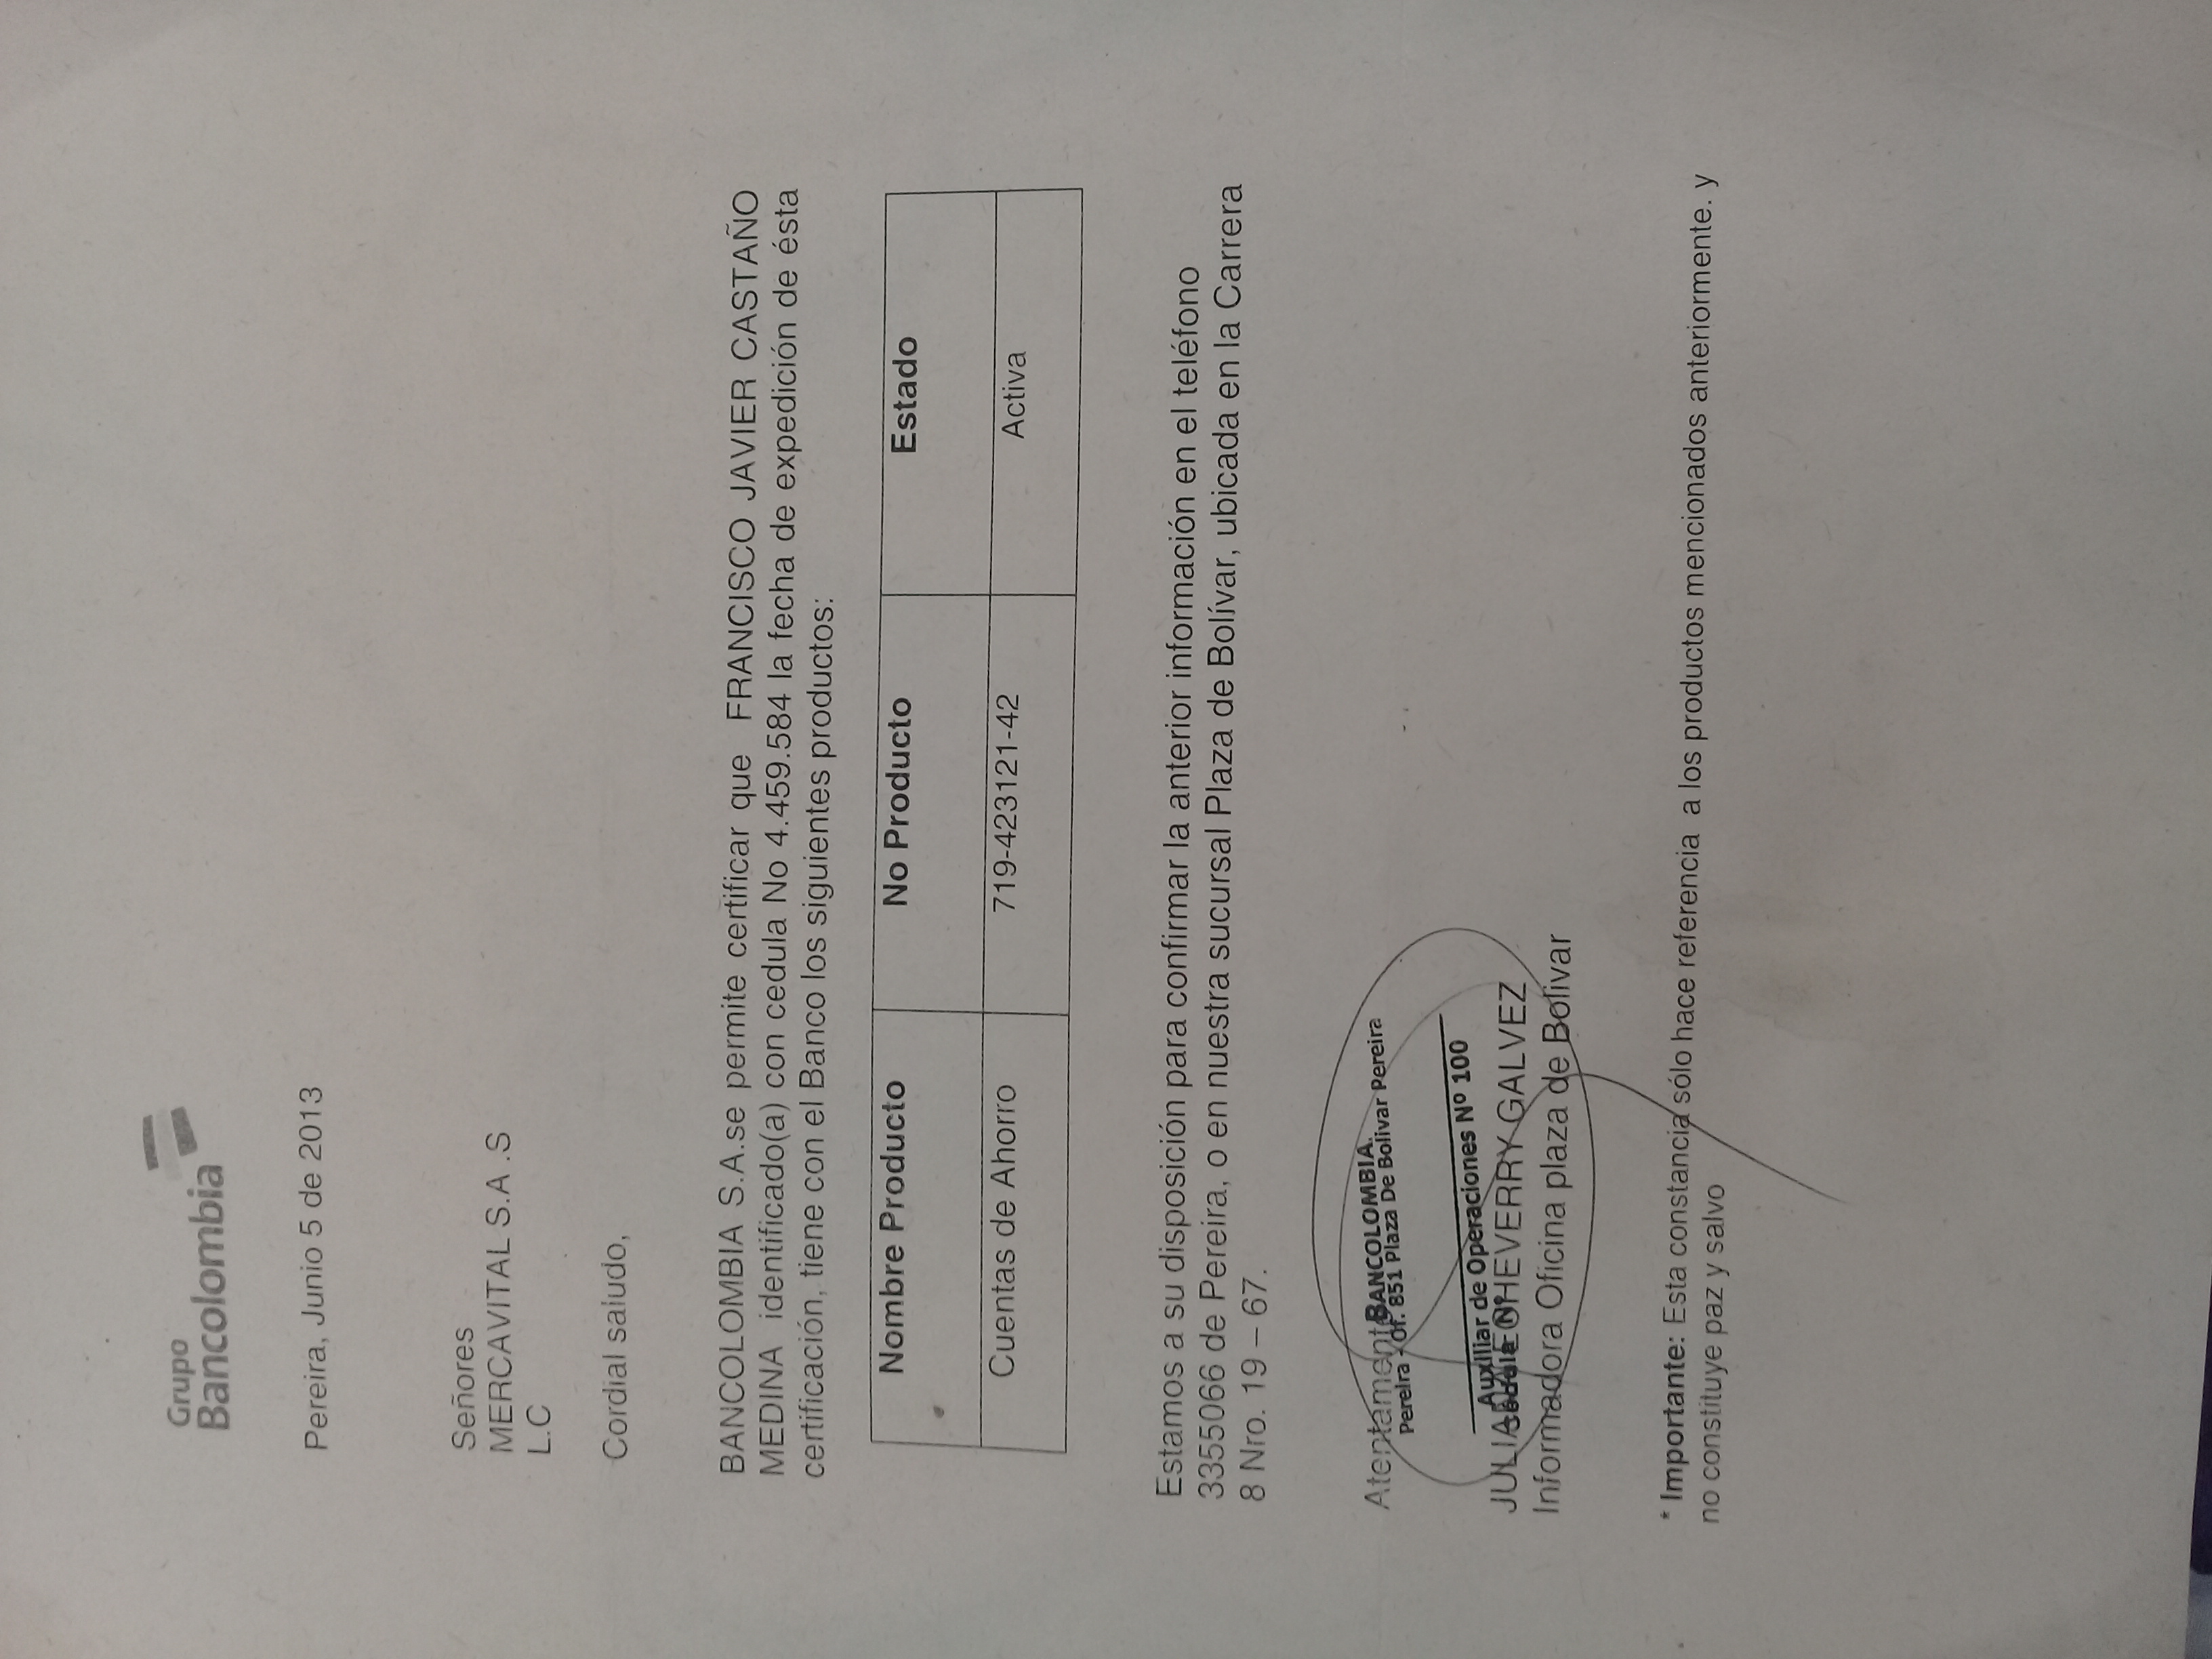 Grupo
Bancolombia
Pereira, Junio 5 de 2013
Señores
MERCAVITAL S.A .S
L.C
Cordial saludo,
BANCOLOMBIA S.A.se permite certificar que FRANCISCO JAVIER CASTAÑO
MEDINA identificado(a) con cedula No 4.459.584 la fecha de expedición de ésta
certificación, tiene con el Banco los siguientes productos:
Nombre Producto No Producto Estado
Cuentas de Ahorro 719-423121-42 Activa
Estamos a su disposición para confirmar la anterior información en el teléfono
3355066 de Pereira, o en nuestra sucursal Plaza de Bolívar, ubicada en la Carrera
8 Nro. 19 – 67.
Atentamente
BANCOLOMBIA.
Pereira - Of. 851 Plaza De Bolivar Pereira
Auxiliar de Operaciones Nº 100
Cédula Nº
JULIANA ECHEVERRY GALVEZ
Informadora Oficina plaza de Bolivar
* Importante: Esta constancia sólo hace referencia a los productos mencionados anteriormente. y
no constituye paz y salvo